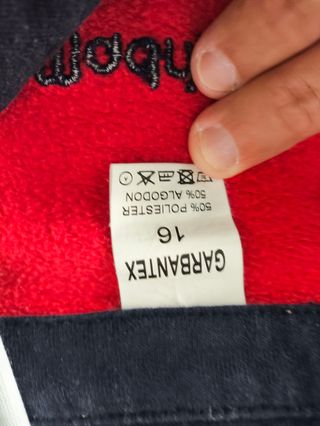 GARBANTEX
16
50% POLIESTER
50% ALGODON